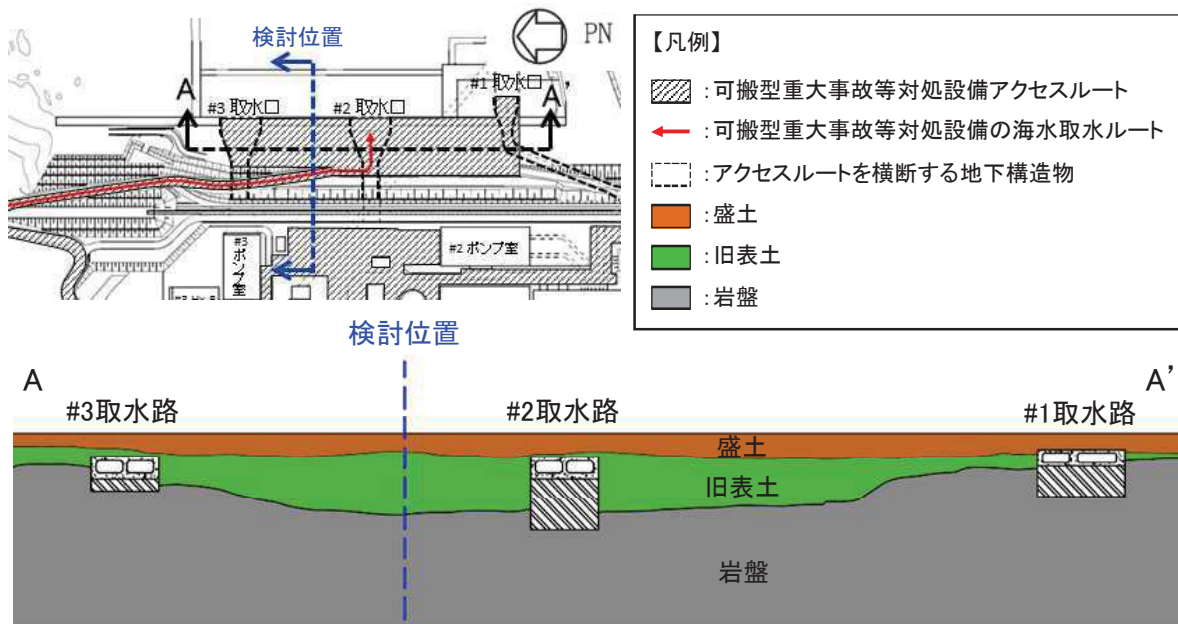 検討位置
PN
A
#3 取水口
#2 取水口
#1 取水口
A’
#3
ポンプ室
#2 ポンプ室
【凡例】
：可搬型重大事故等対処設備アクセスルート
：可搬型重大事故等対処設備の海水取水ルート
：アクセスルートを横断する地下構造物
：盛土
：旧表土
：岩盤
検討位置
A
A’
#3取水路
#2取水路
#1取水路
盛土
旧表土
岩盤